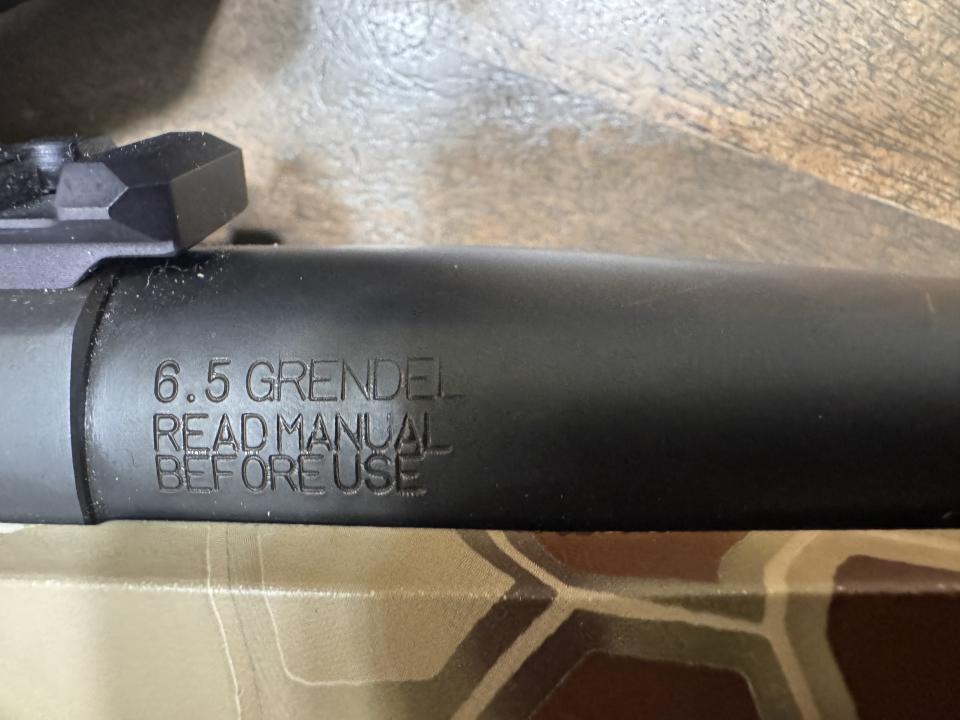 6.5 GRENDEL
READ MANUAL
BEFORE USE